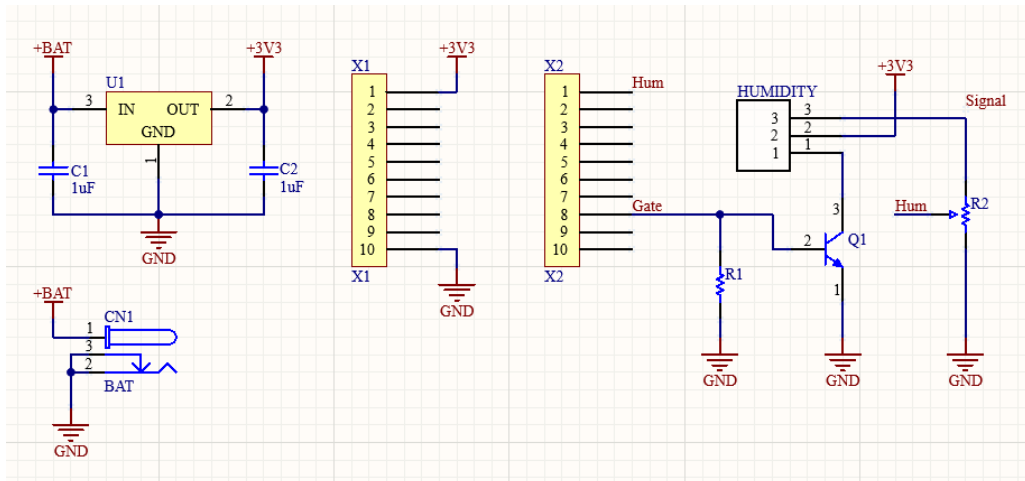 +BAT
+3V3
U1
3 IN OUT 2
GND
1
C1
1uF
C2
1uF
GND
+BAT
CN1
1
3
2
BAT
GND
X1
+3V3
1
2
3
4
5
6
7
8
9
10
X1
GND
X2
1 Hum
2
3
4
5
6
7
8 Gate
9
10
X2
R1
GND
+3V3
HUMIDITY
Signal
3 3
2 2
1 1
3
2 Q1
1
GND
Hum R2
GND